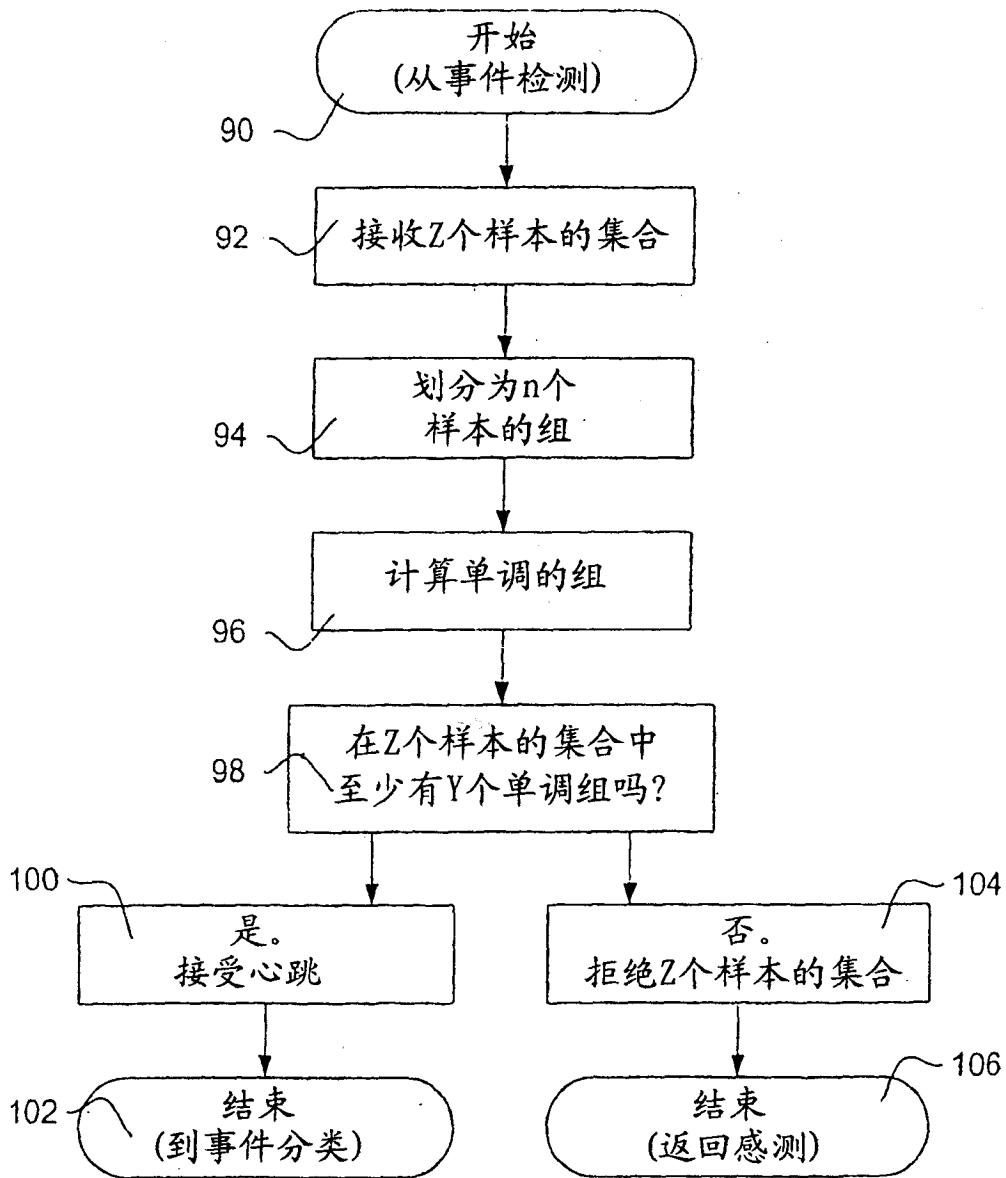 开始
(从事件检测)
90
92
接收Z个样本的集合
划分为n个
样本的组
94
计算单调的组
96
在Z个样本的集合中
至少有Y个单调组吗?
98
100
是。
接受心跳
104
否。
拒绝Z个样本的集合
102
结束
(到事件分类)
106
结束
(返回感测)